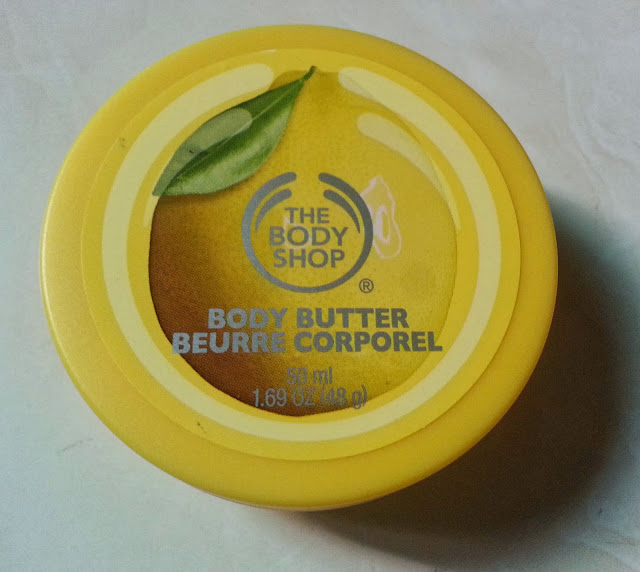 THE
BODY
SHOP
®
BODY BUTTER
BEURRE CORPOREL
50 ml
1.69 OZ (48 g)